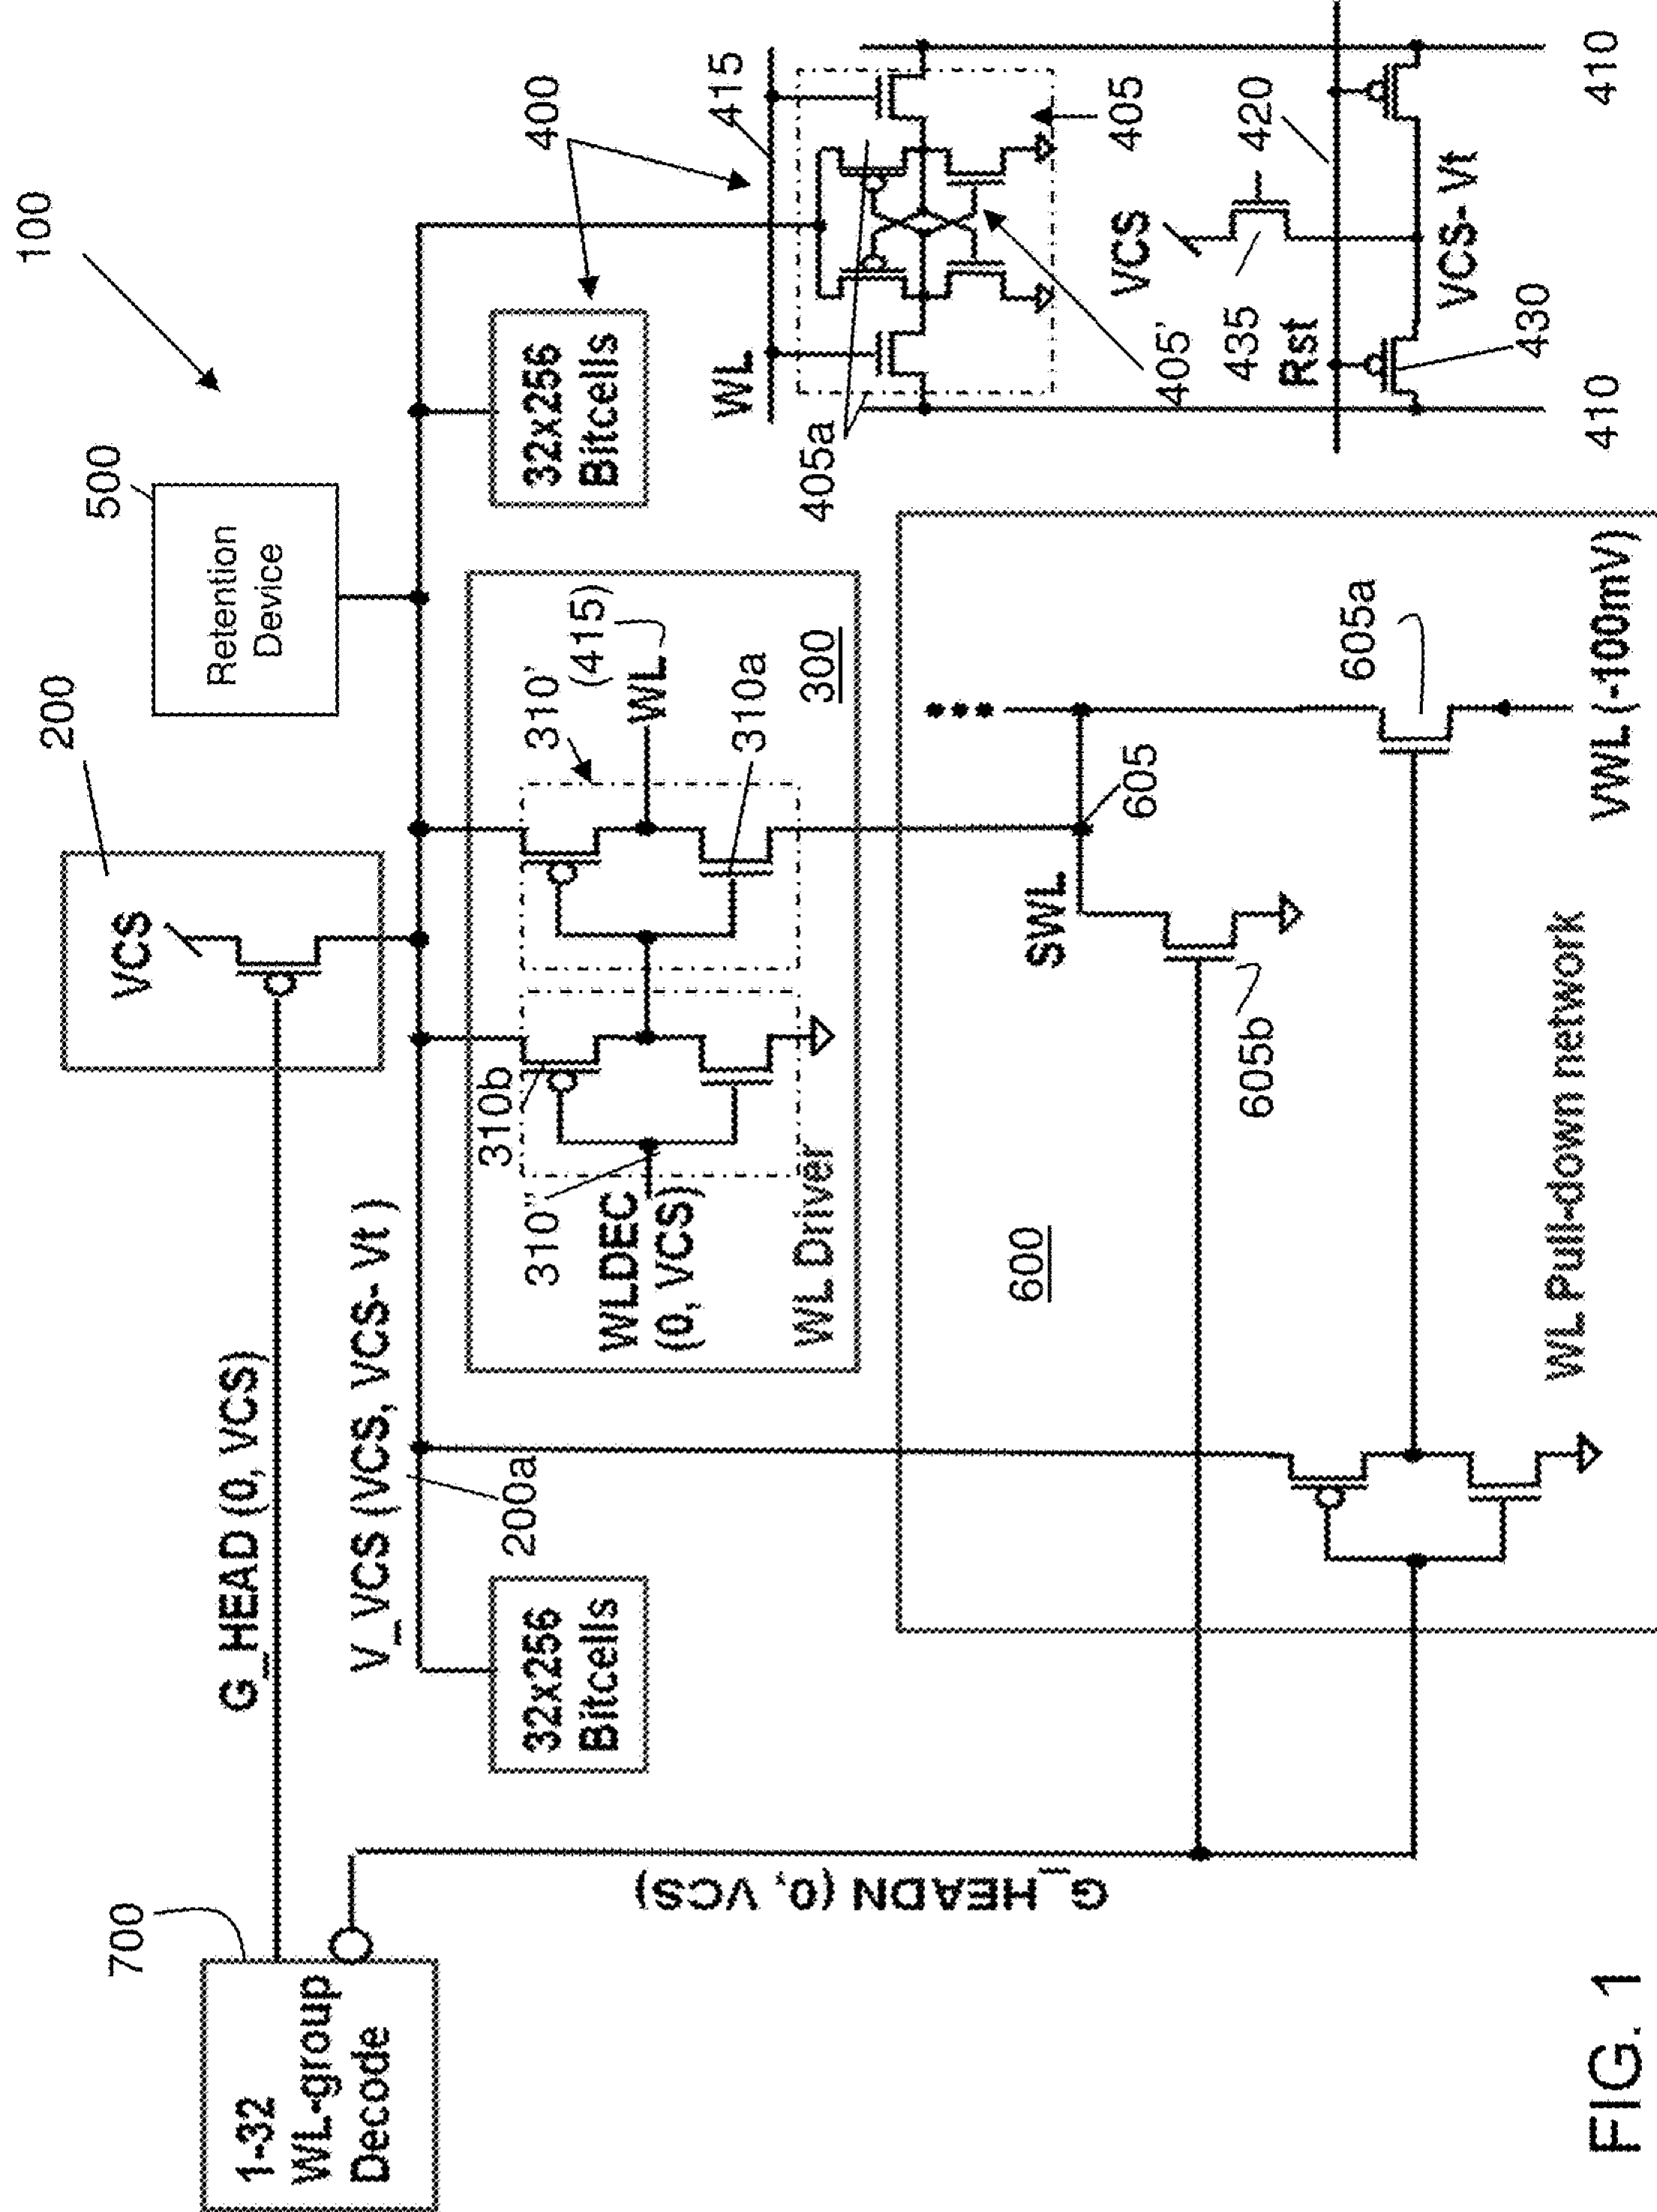 100
200
VCS
500
Retention
Device
G_HEAD (0, VCS)
V_VCS (VCS, VCS- Vt )
200a
700
1-32
WL-group
Decode
32x256
Bitcells
32x256
Bitcells
400
310b
310"
WLDEC
(0, VCS)
WL Driver
310'
(415)
WL
310a
300
G_HEADN (0, VCS)
WL
415
405a
405
405'
VCS
435
420
Rst
VCS- Vt
430
410
410
600
SWL
605
605b
605a
WL Pull-down network
VWL (-100mV)
FIG. 1